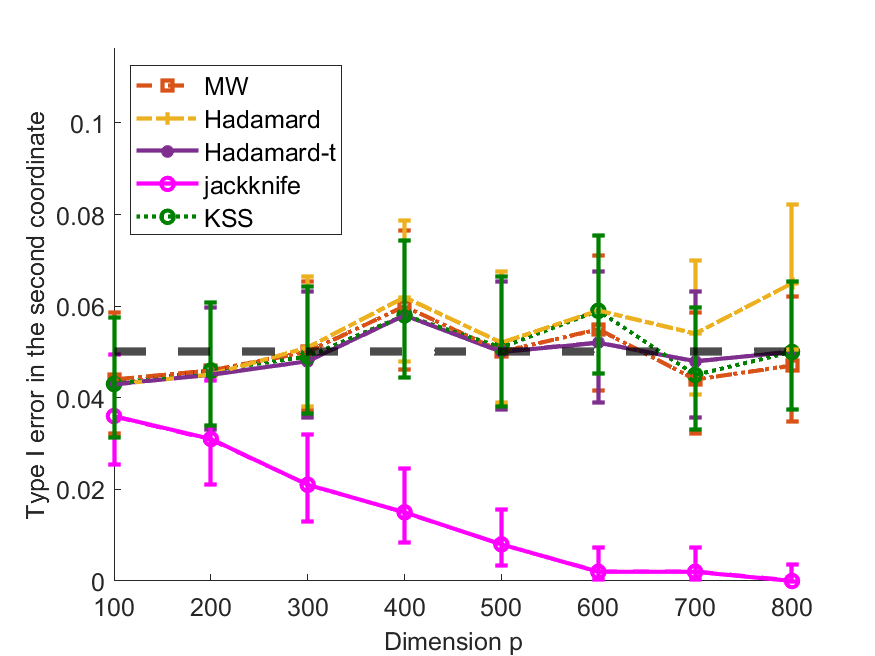 MW
Hadamard
Hadamard-t
jackknife
KSS
Type I error in the second coordinate
0.1
0.08
0.06
0.04
0.02
0
100 200 300 400 500 600 700 800
Dimension p